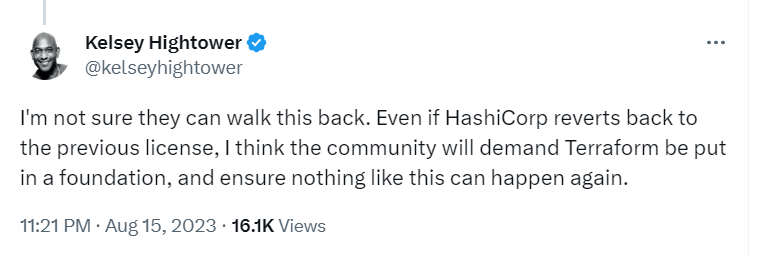 Kelsey Hightower
@kelseyhightower
I'm not sure they can walk this back. Even if HashiCorp reverts back to
the previous license, I think the community will demand Terraform be put
in a foundation, and ensure nothing like this can happen again.
11:21 PM · Aug 15, 2023 · 16.1K Views